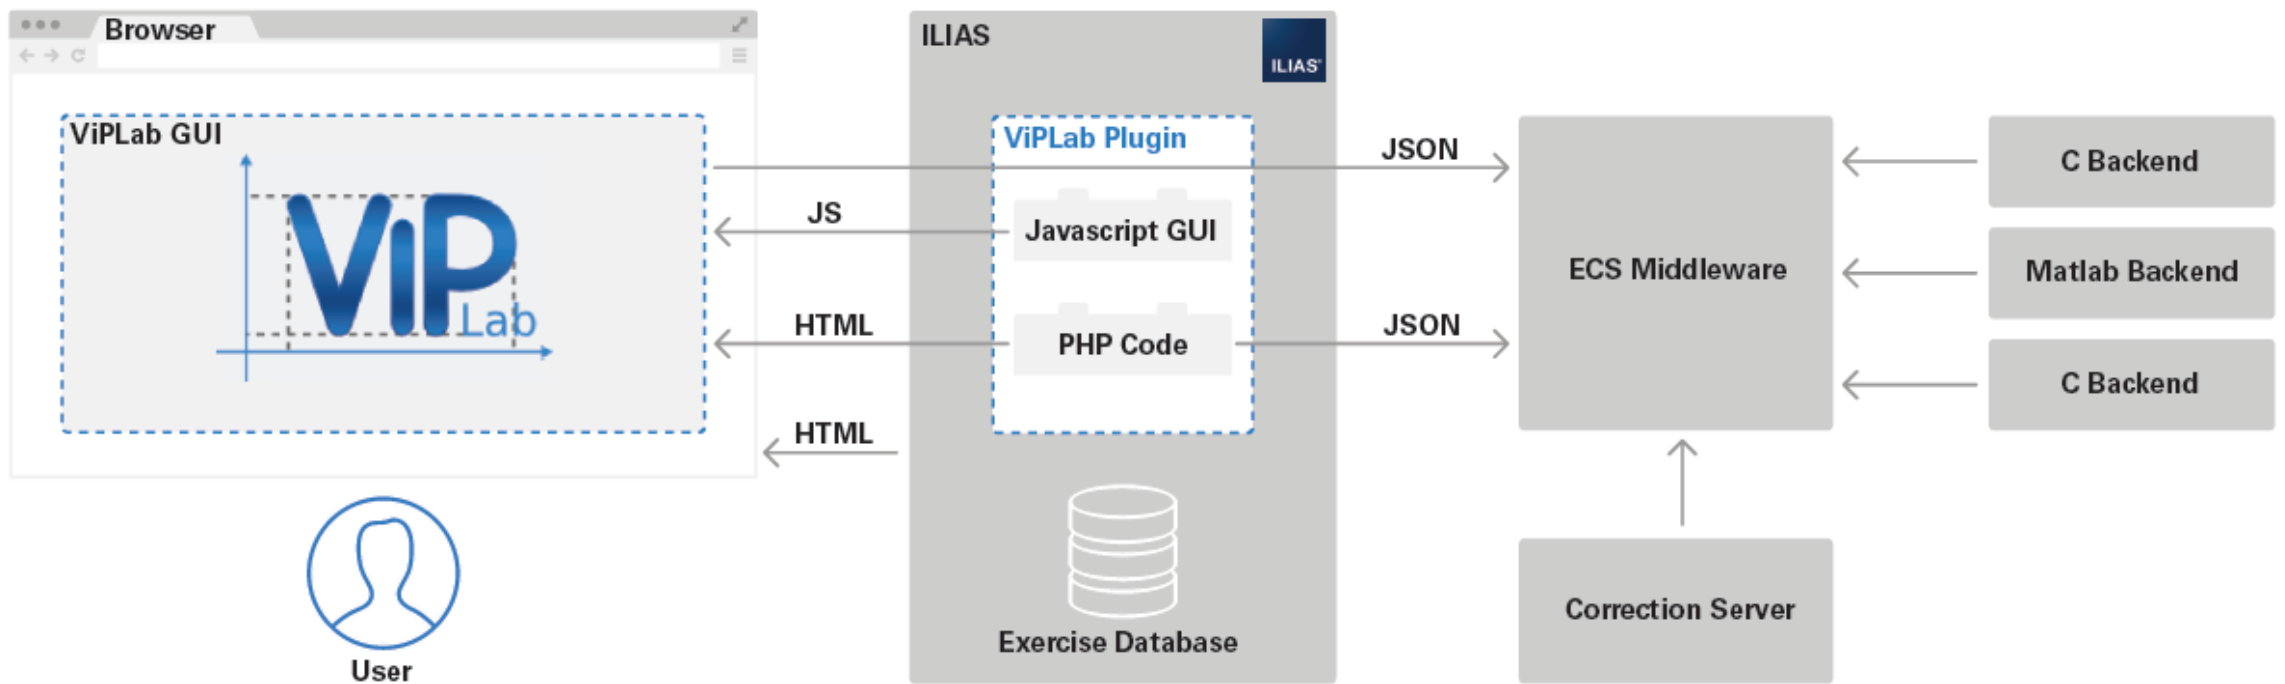 Browser
ViPLab GUI
ViP
Lab
User
JS
HTML
HTML
ILIAS
ILIAS
ViPLab Plugin
Javascript GUI
PHP Code
Exercise Database
JSON
JSON
ECS Middleware
Correction Server
C Backend
Matlab Backend
C Backend